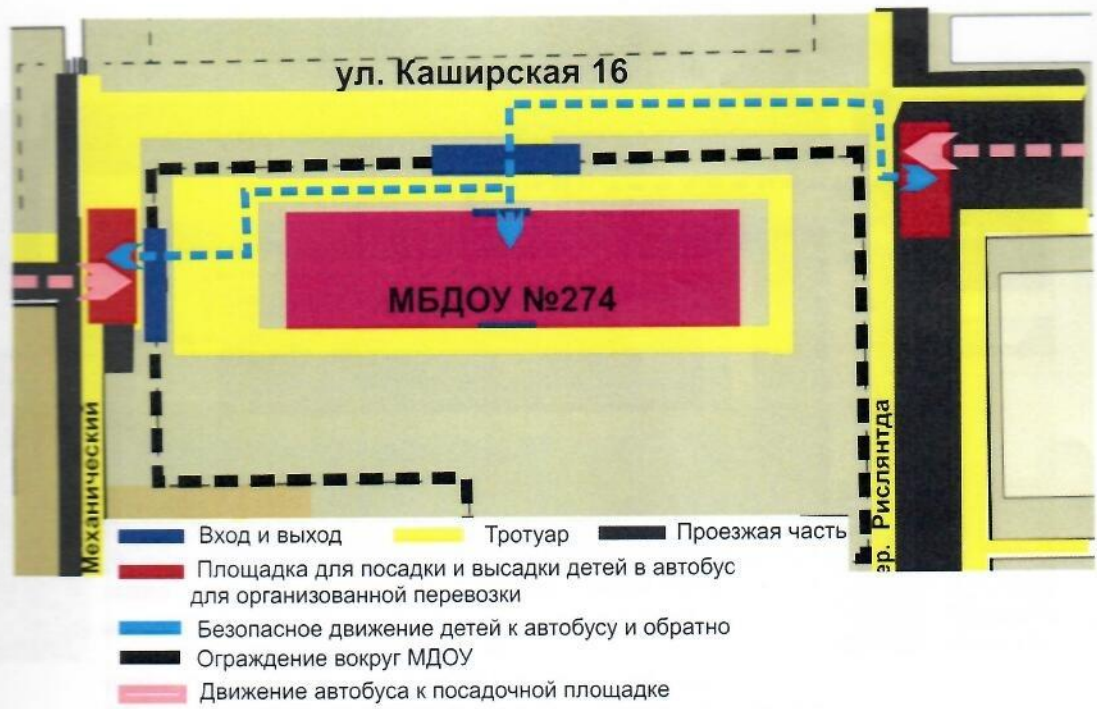 ул. Каширская 16
МБДОУ №274
Механический
ер. Рислянтда
Вход и выход
Тротуар
Проезжая часть
Площадка для посадки и высадки детей в автобус
для организованной перевозки
Безопасное движение детей к автобусу и обратно
Ограждение вокруг МДОУ
Движение автобуса к посадочной площадке